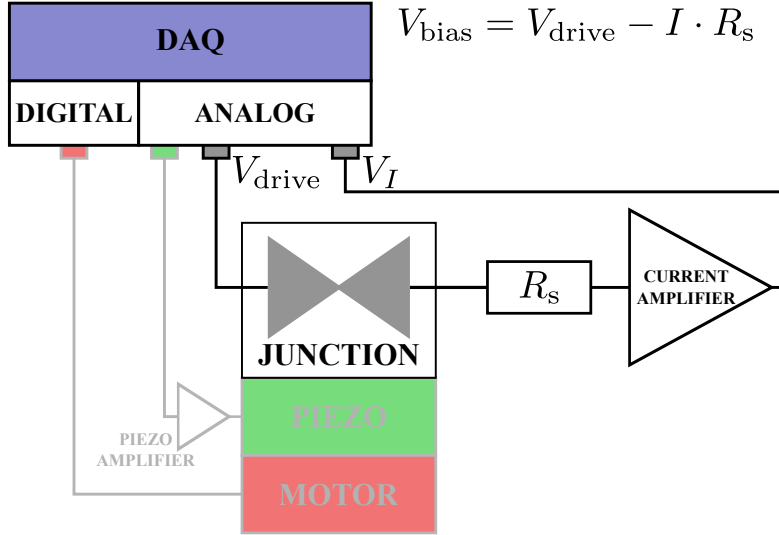 DAQ
V_bias = V_drive − I · R_s
DIGITAL
ANALOG
V_drive
V_I
R_s
CURRENT
AMPLIFIER
JUNCTION
PIEZO
PIEZO
AMPLIFIER
MOTOR